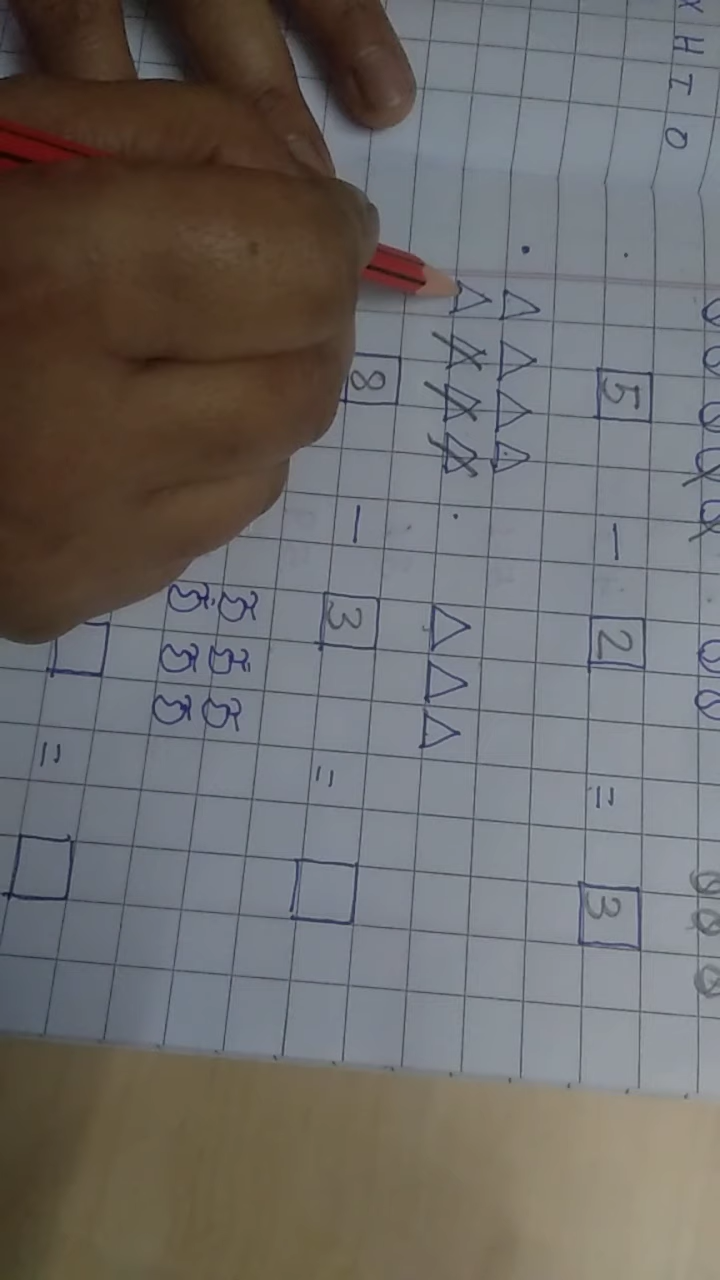 X H I O
5 - 2 = 3
8 - 3 =
=